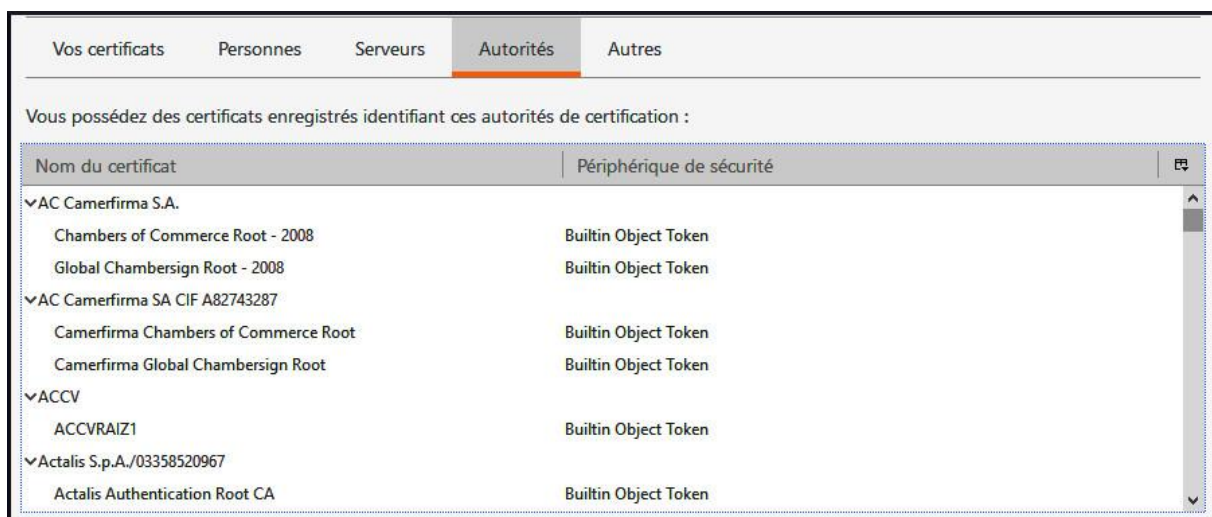 Vos certificats Personnes Serveurs Autorités Autres
Vous possédez des certificats enregistrés identifiant ces autorités de certification :
Nom du certificat Périphérique de sécurité
AC Camerfirma S.A.
Chambers of Commerce Root - 2008 Builtin Object Token
Global Chambersign Root - 2008 Builtin Object Token
AC Camerfirma SA CIF A82743287
Camerfirma Chambers of Commerce Root Builtin Object Token
Camerfirma Global Chambersign Root Builtin Object Token
ACCV
ACCVRAIZ1 Builtin Object Token
Actalis S.p.A./03358520967
Actalis Authentication Root CA Builtin Object Token